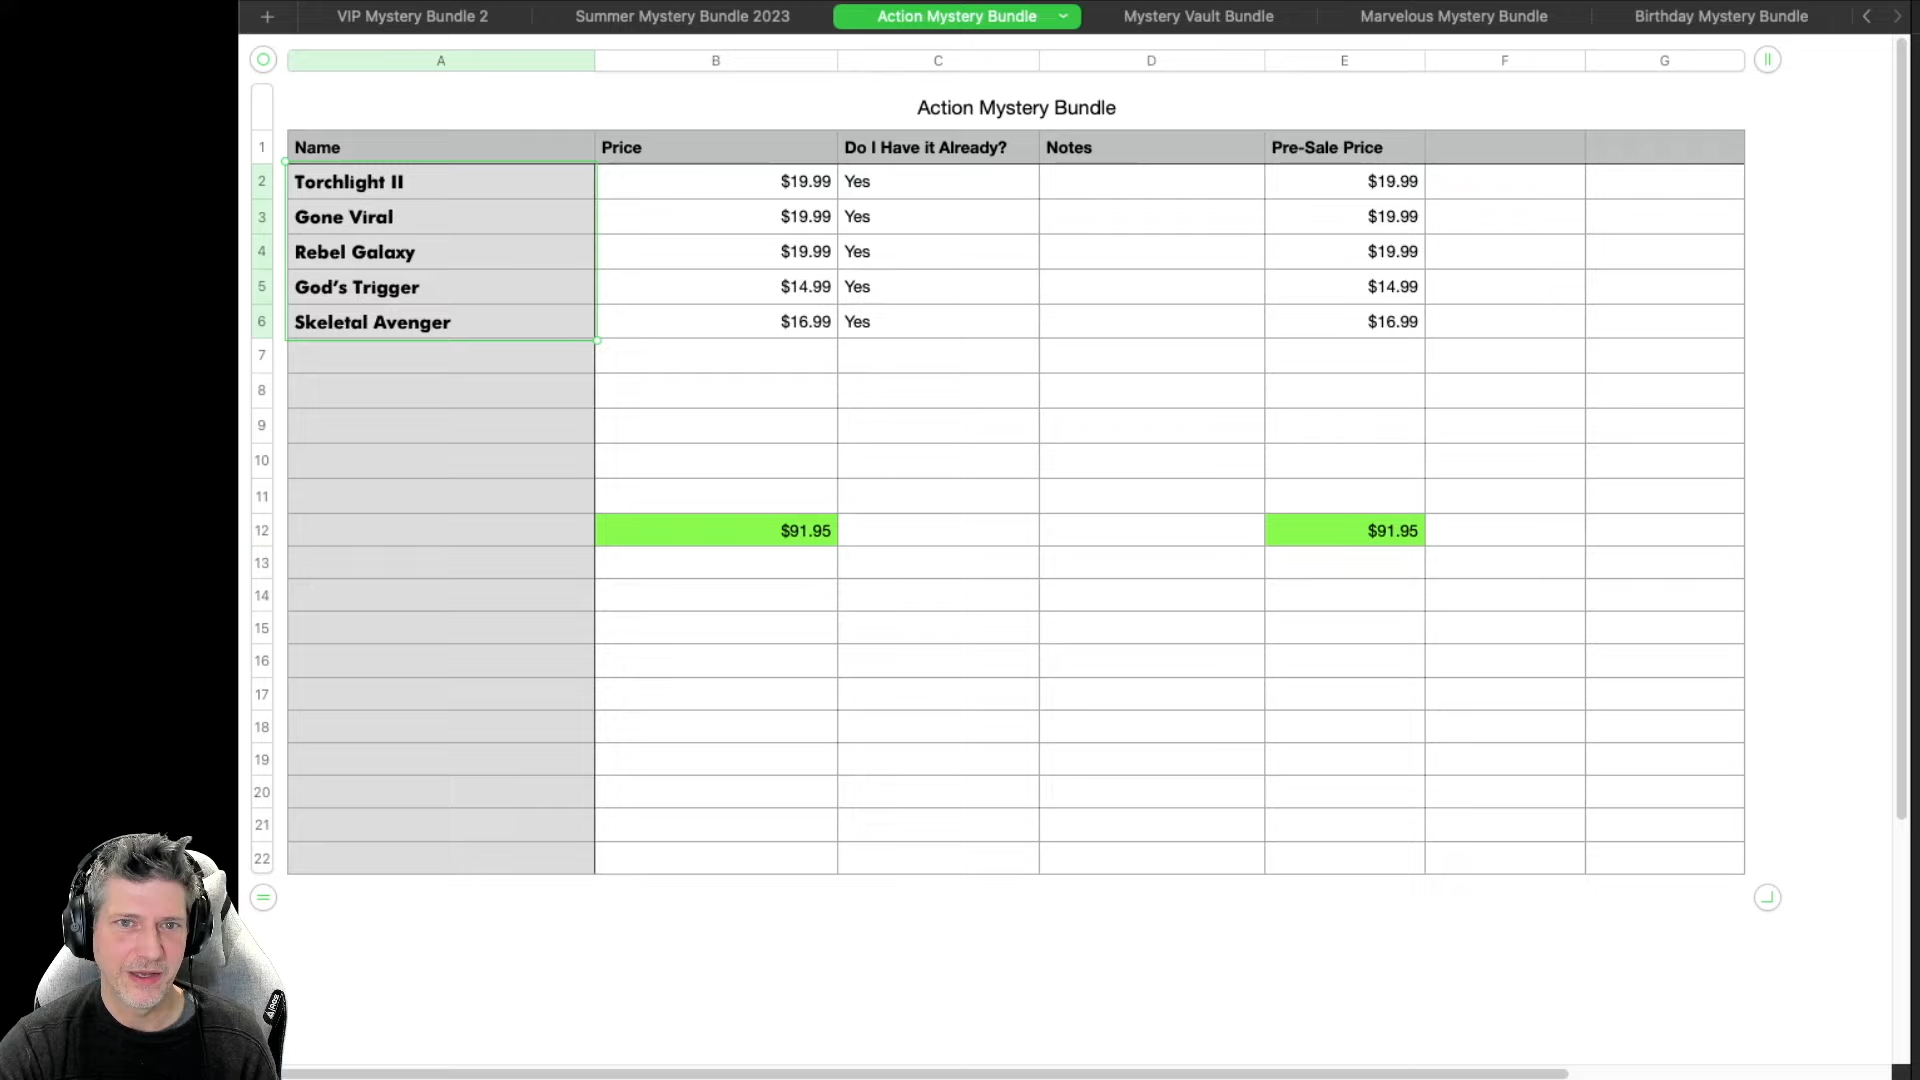 VIP Mystery Bundle 2 Summer Mystery Bundle 2023 Action Mystery Bundle Mystery Vault Bundle Marvelous Mystery Bundle Birthday Mystery Bundle
A B C D E F G
Action Mystery Bundle
1 Name Price Do I Have it Already? Notes Pre-Sale Price
2 Torchlight II $19.99 Yes $19.99
3 Gone Viral $19.99 Yes $19.99
4 Rebel Galaxy $19.99 Yes $19.99
5 God's Trigger $14.99 Yes $14.99
6 Skeletal Avenger $16.99 Yes $16.99
7
8
9
10
11
12 $91.95 $91.95
13
14
15
16
17
18
19
20
21
22